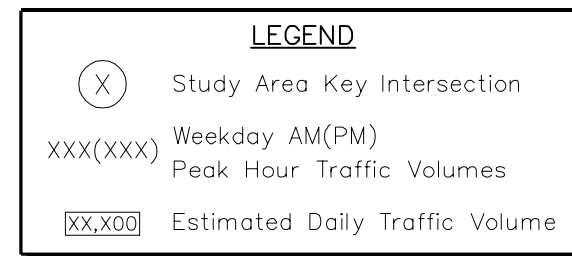 LEGEND
X Study Area Key Intersection
XXX(XXX) Weekday AM(PM)
Peak Hour Traffic Volumes
XX,X00 Estimated Daily Traffic Volume